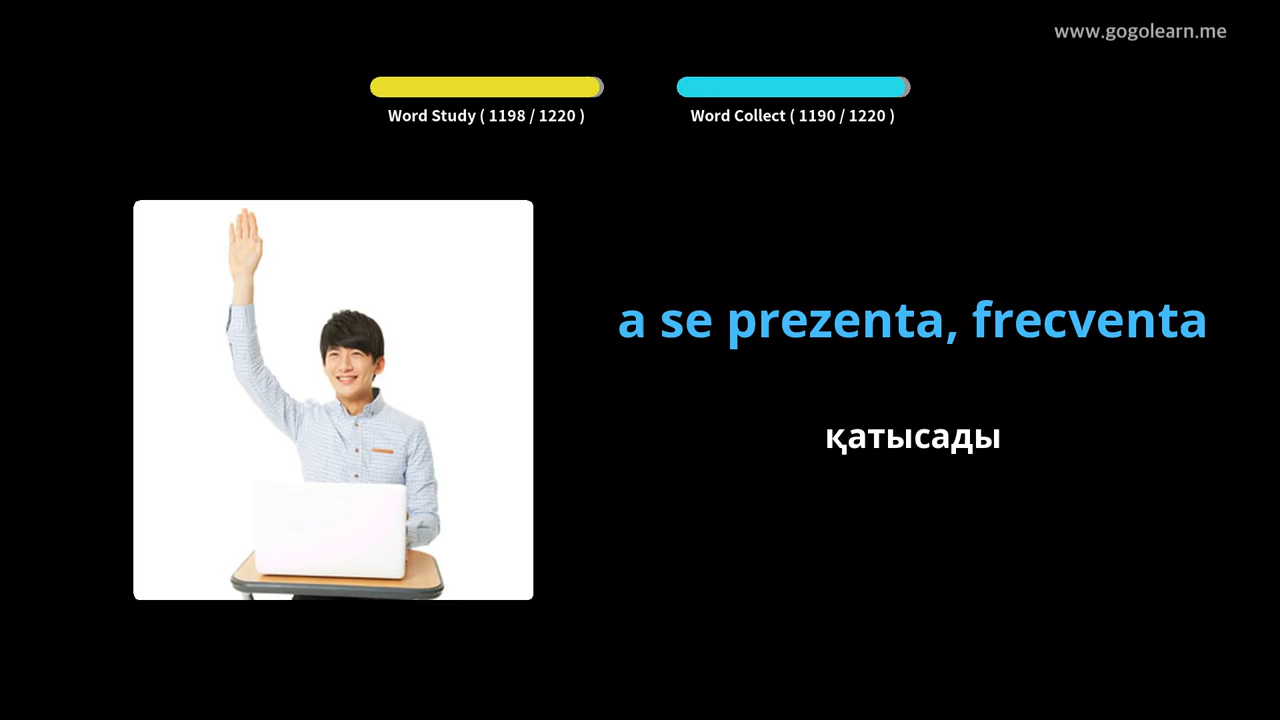 www.gogolearn.me
Word Study ( 1198 / 1220 )
Word Collect ( 1190 / 1220 )
a se prezenta, frecventa
қатысады